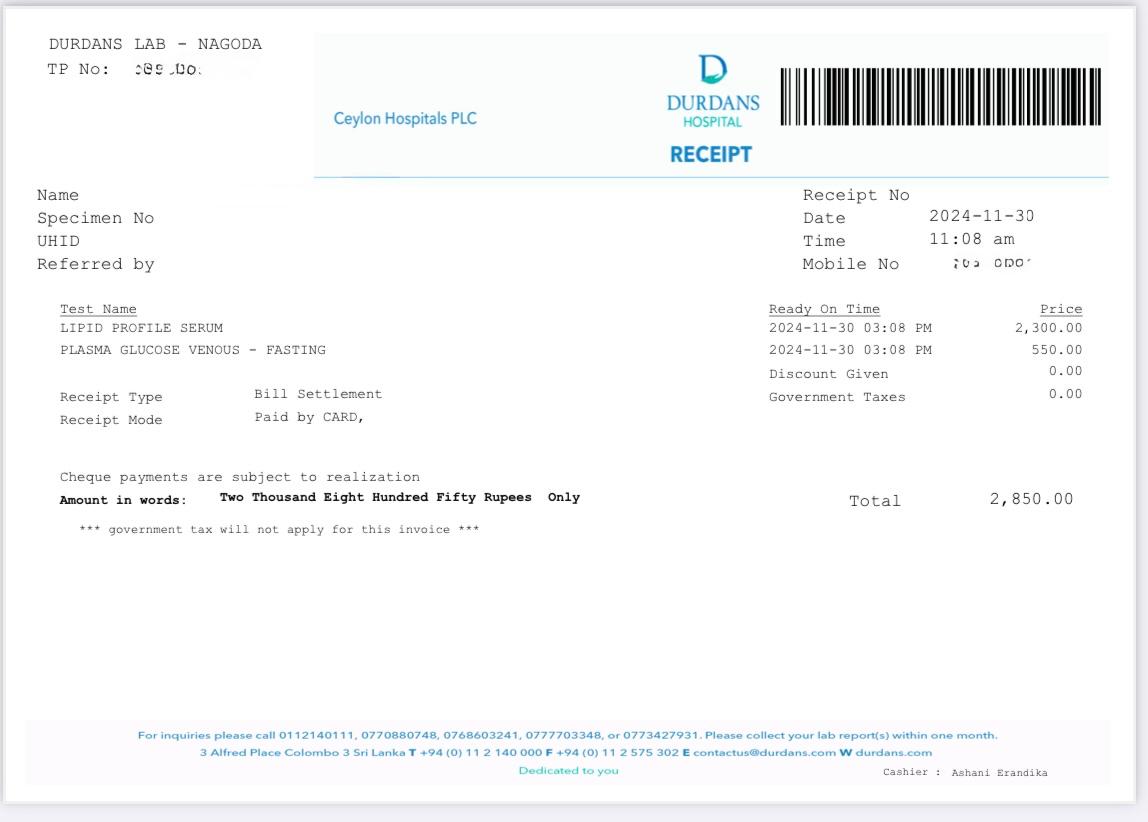 DURDANS LAB - NAGODA
TP No:
Ceylon Hospitals PLC
DURDANS
HOSPITAL
RECEIPT
Name
Specimen No
UHID
Referred by
Receipt No
Date 2024-11-30
Time 11:08 am
Mobile No
Test Name Ready On Time Price
LIPID PROFILE SERUM 2024-11-30 03:08 PM 2,300.00
PLASMA GLUCOSE VENOUS - FASTING 2024-11-30 03:08 PM 550.00
Discount Given 0.00
Receipt Type Bill Settlement Government Taxes 0.00
Receipt Mode Paid by CARD,
Cheque payments are subject to realization
Amount in words: Two Thousand Eight Hundred Fifty Rupees Only Total 2,850.00
*** government tax will not apply for this invoice ***
For inquiries please call 0112140111, 0770880748, 0768603241, 0777703348, or 0773427931. Please collect your lab report(s) within one month.
3 Alfred Place Colombo 3 Sri Lanka T +94 (0) 11 2 140 000 F +94 (0) 11 2 575 302 E contactus@durdans.com W durdans.com
Dedicated to you
Cashier : Ashani Erandika